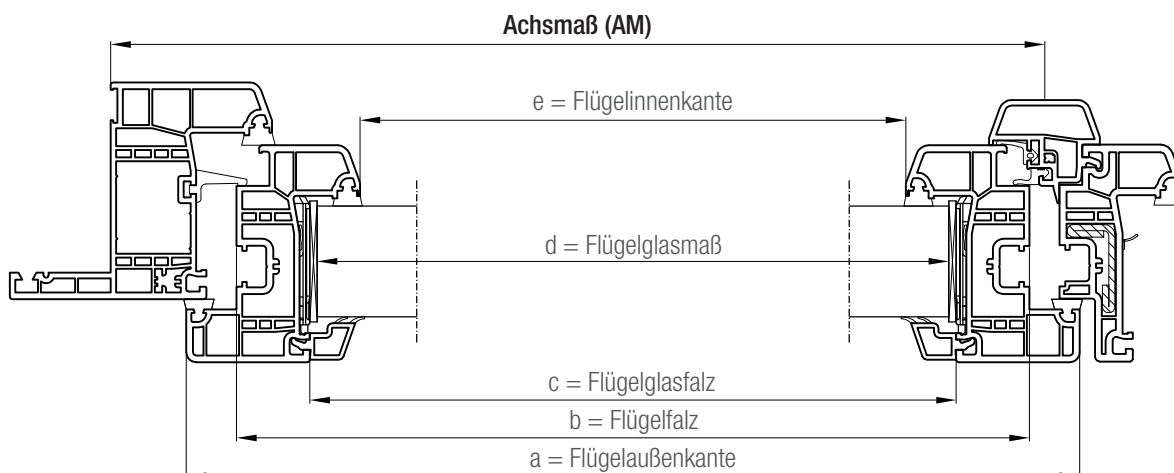 Achsmaß (AM)
e = Flügelinnenkante
d = Flügelglasmaß
c = Flügelglasfalz
b = Flügelfalz
a = Flügelaußenkante